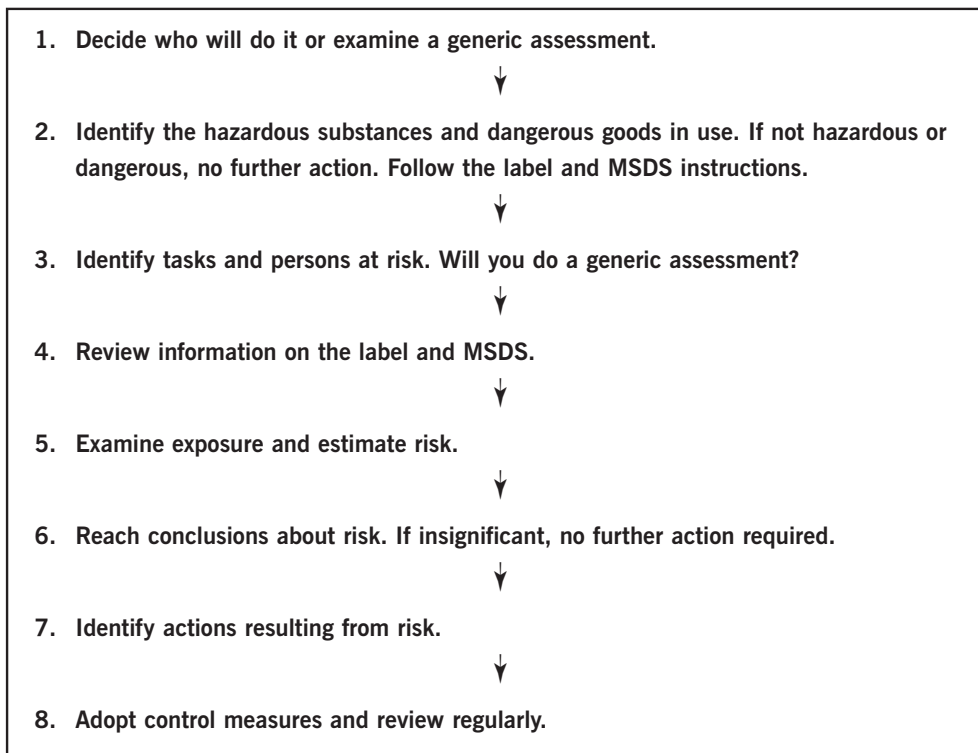 1. Decide who will do it or examine a generic assessment.
2. Identify the hazardous substances and dangerous goods in use. If not hazardous or
dangerous, no further action. Follow the label and MSDS instructions.
3. Identify tasks and persons at risk. Will you do a generic assessment?
4. Review information on the label and MSDS.
5. Examine exposure and estimate risk.
6. Reach conclusions about risk. If insignificant, no further action required.
7. Identify actions resulting from risk.
8. Adopt control measures and review regularly.